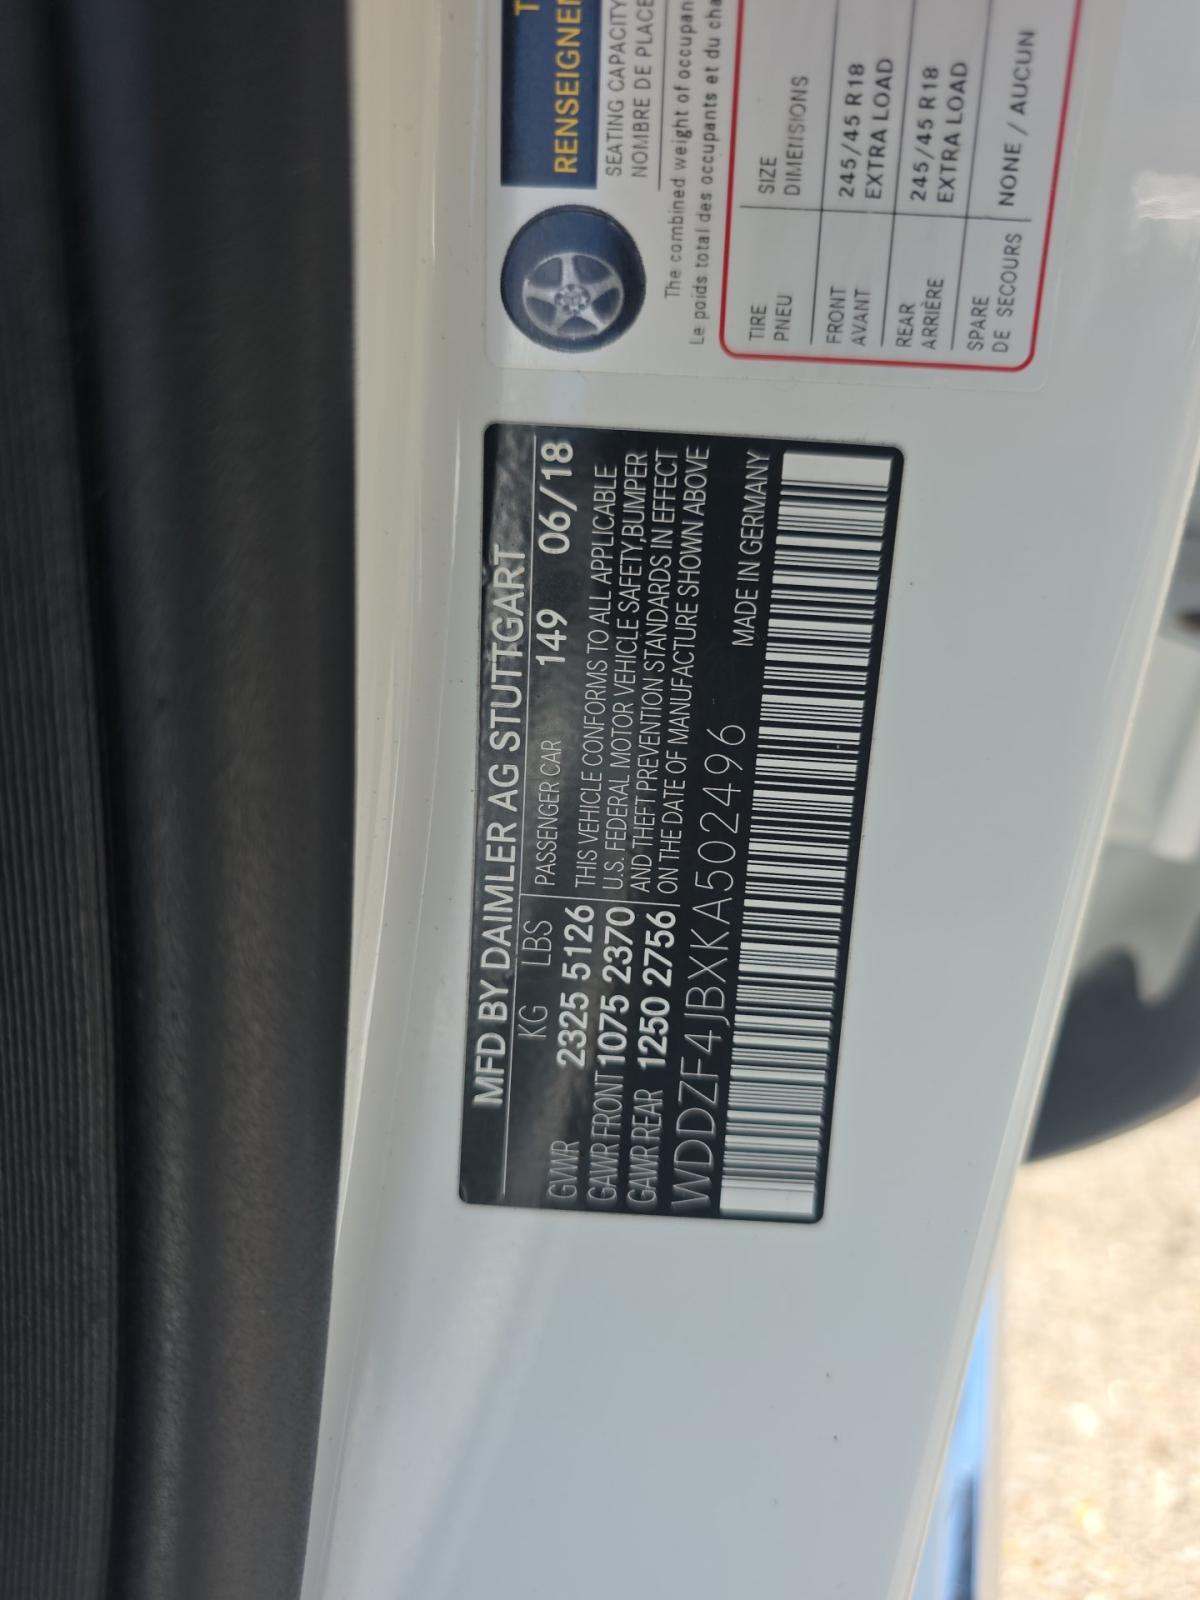 MFD BY DAIMLER AG STUTTGART
KG LBS PASSENGER CAR 149 06/18
GVWR 2325 5126 THIS VEHICLE CONFORMS TO ALL APPLICABLE
GAWR FRONT 1075 2370 U.S. FEDERAL MOTOR VEHICLE SAFETY,BUMPER
GAWR REAR 1250 2756 AND THEFT PREVENTION STANDARDS IN EFFECT
ON THE DATE OF MANUFACTURE SHOWN ABOVE
WDDZF4JBXKA502496 MADE IN GERMANY
T
RENSEIGNE
SEATING CAPACITY
NOMBRE DE PLACE
The combined weight of occupan
Le poids total des occupants et du cha
TIRE SIZE
PNEU DIMENSIONS
FRONT 245/45 R18
AVANT EXTRA LOAD
REAR 245/45 R18
ARRIÈRE EXTRA LOAD
SPARE NONE / AUCUN
DE SECOURS